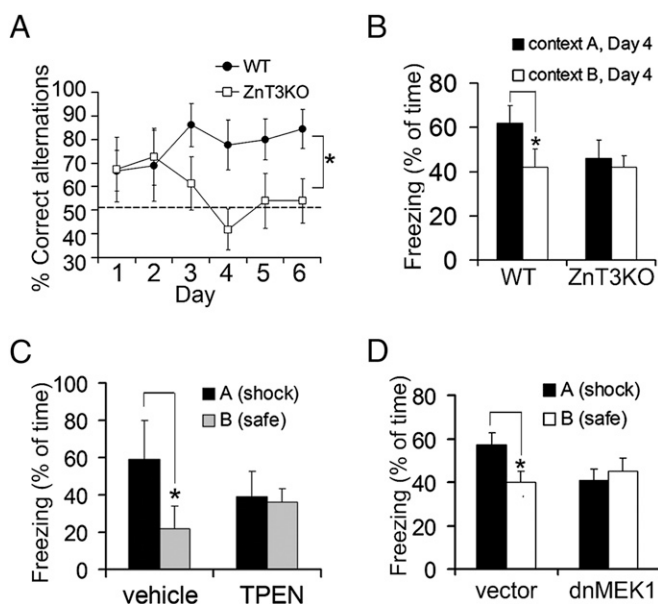 A
WT
ZnT3KO
% Correct alternations
100
90
80
70
60
50
40
30
*
1 2 3 4 5 6
Day
B
context A, Day 4
context B, Day 4
Freezing (% of time)
80
60
40
20
0
*
WT ZnT3KO
C
A (shock)
B (safe)
Freezing (% of time)
100
80
60
40
20
0
*
vehicle TPEN
D
A (shock)
B (safe)
Freezing (% of time)
80
60
40
20
0
*
vector dnMEK1